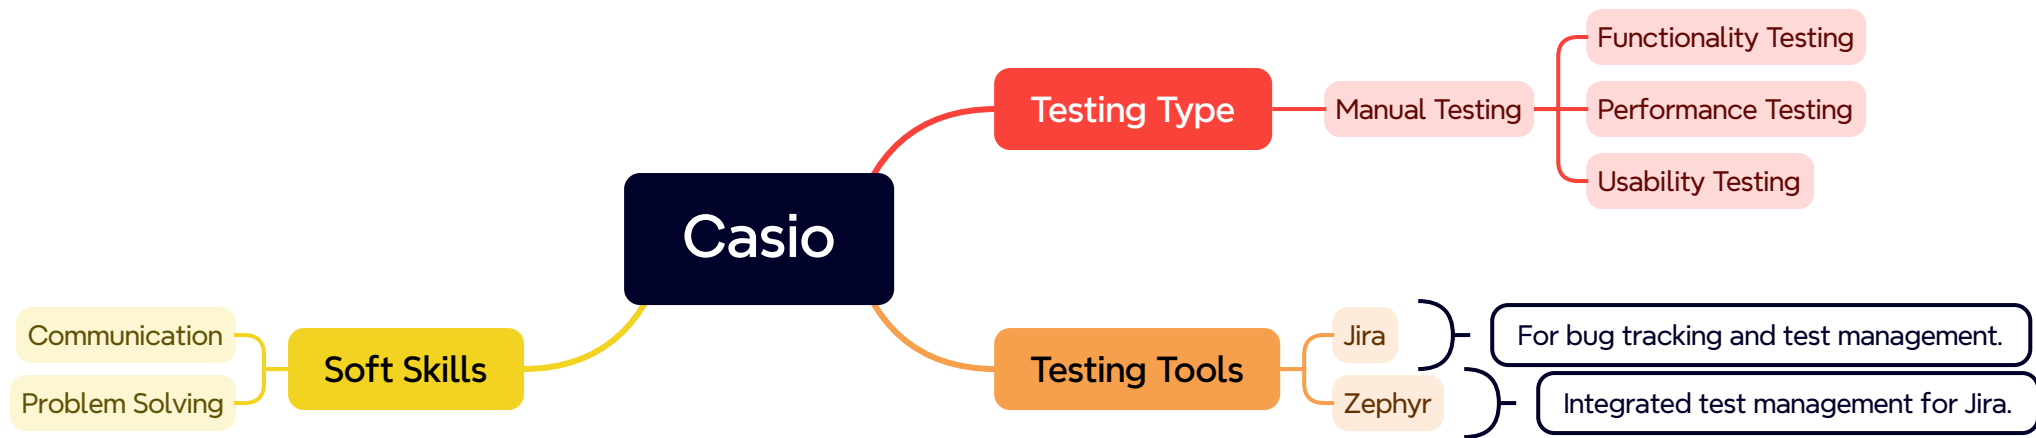 Casio
Testing Type
Manual Testing
Functionality Testing
Performance Testing
Usability Testing
Testing Tools
Jira
For bug tracking and test management.
Zephyr
Integrated test management for Jira.
Soft Skills
Communication
Problem Solving